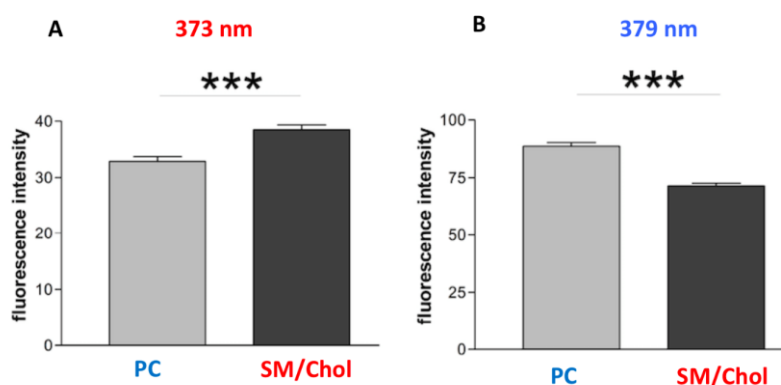 A
373 nm
***
fluorescence intensity
40
30
20
10
0
PC
SM/Chol
B
379 nm
***
fluorescence intensity
100
75
50
25
0
PC
SM/Chol